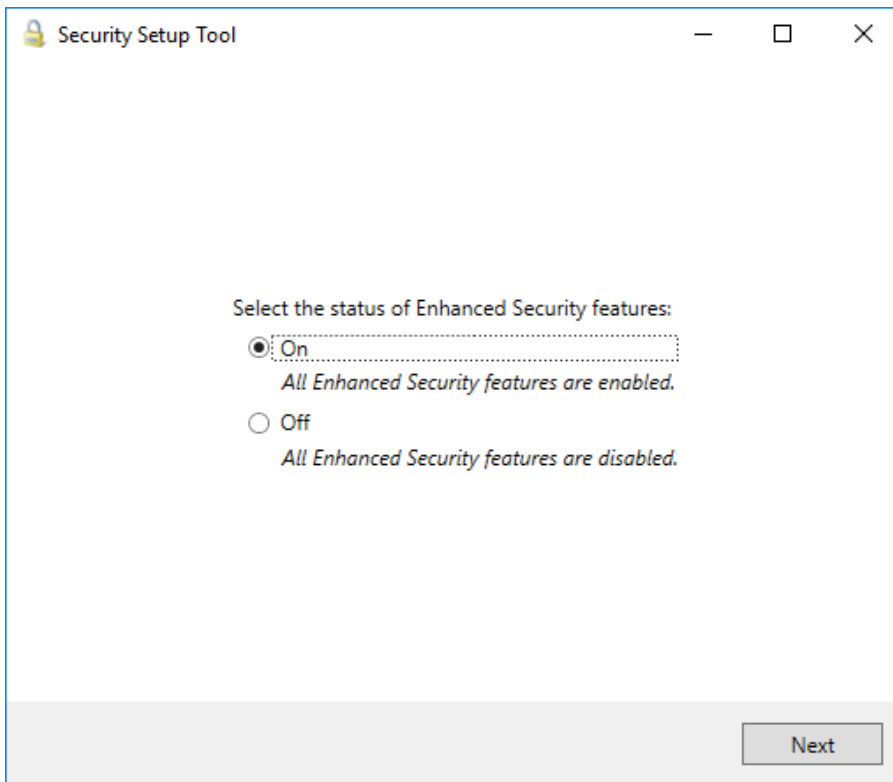 Security Setup Tool
Select the status of Enhanced Security features:
On
All Enhanced Security features are enabled.
Off
All Enhanced Security features are disabled.
Next